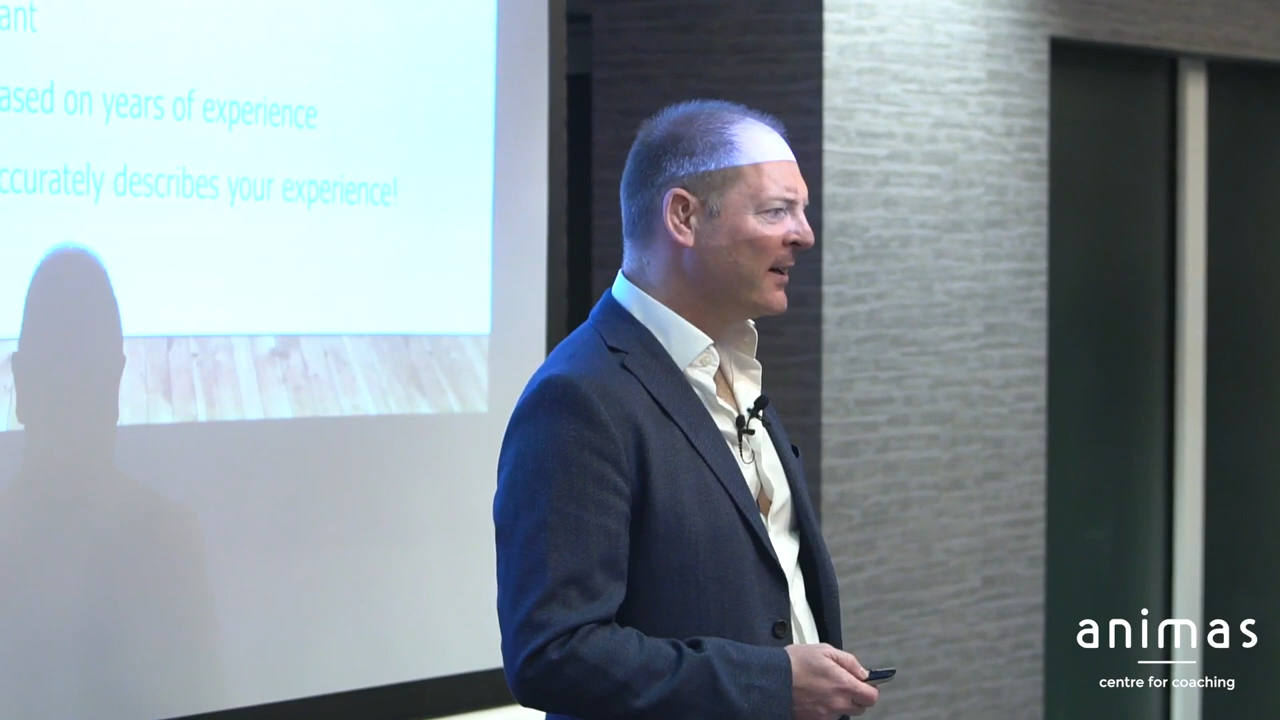 ant
ased on years of experience
ccurately describes your experience!
animas
centre for coaching